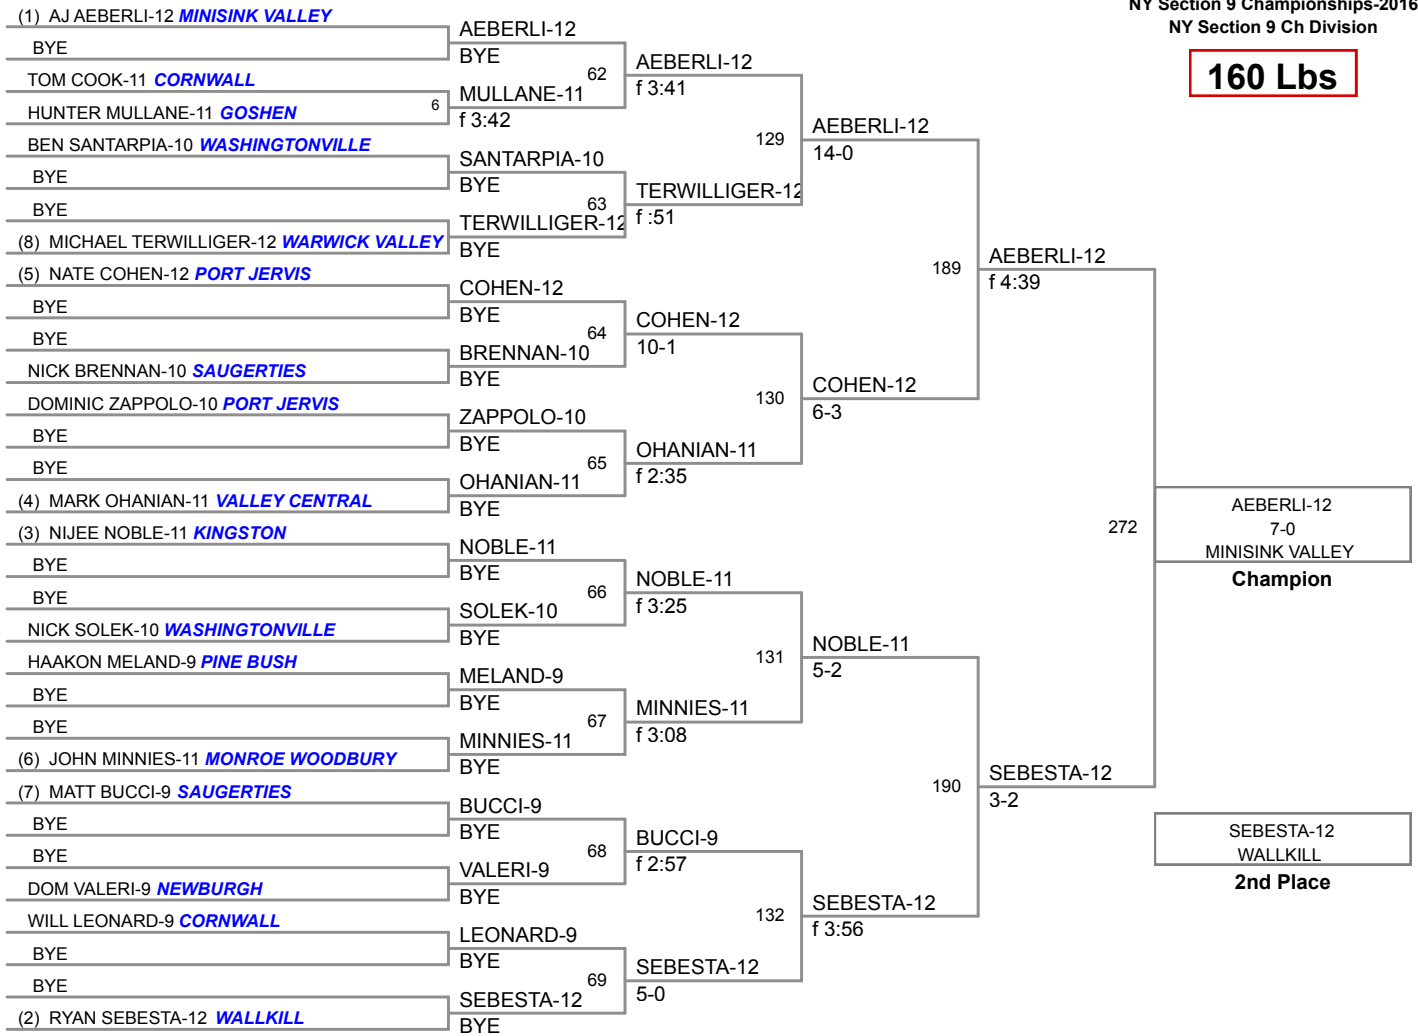 NY Section 9 Championships-2016
NY Section 9 Ch Division
160 Lbs
(1) AJ AEBERLI-12 MINISINK VALLEY
BYE
TOM COOK-11 CORNWALL
HUNTER MULLANE-11 GOSHEN
BEN SANTARPIA-10 WASHINGTONVILLE
BYE
BYE
(8) MICHAEL TERWILLIGER-12 WARWICK VALLEY
(5) NATE COHEN-12 PORT JERVIS
BYE
BYE
NICK BRENNAN-10 SAUGERTIES
DOMINIC ZAPPOLO-10 PORT JERVIS
BYE
BYE
(4) MARK OHANIAN-11 VALLEY CENTRAL
(3) NIJEE NOBLE-11 KINGSTON
BYE
BYE
NICK SOLEK-10 WASHINGTONVILLE
HAAKON MELAND-9 PINE BUSH
BYE
BYE
(6) JOHN MINNIES-11 MONROE WOODBURY
(7) MATT BUCCI-9 SAUGERTIES
BYE
BYE
DOM VALERI-9 NEWBURGH
WILL LEONARD-9 CORNWALL
BYE
BYE
(2) RYAN SEBESTA-12 WALLKILL
AEBERLI-12
BYE
6
MULLANE-11
f 3:42
SANTARPIA-10
BYE
TERWILLIGER-12
BYE
COHEN-12
BYE
BRENNAN-10
BYE
ZAPPOLO-10
BYE
OHANIAN-11
BYE
NOBLE-11
BYE
SOLEK-10
BYE
MELAND-9
BYE
MINNIES-11
BYE
BUCCI-9
BYE
VALERI-9
BYE
LEONARD-9
BYE
SEBESTA-12
BYE
62
AEBERLI-12
f 3:41
63
TERWILLIGER-12
f :51
64
COHEN-12
10-1
65
OHANIAN-11
f 2:35
66
NOBLE-11
f 3:25
67
MINNIES-11
f 3:08
68
BUCCI-9
f 2:57
69
SEBESTA-12
5-0
129
AEBERLI-12
14-0
130
COHEN-12
6-3
131
NOBLE-11
5-2
132
SEBESTA-12
f 3:56
189
AEBERLI-12
f 4:39
190
SEBESTA-12
3-2
272
AEBERLI-12
7-0
MINISINK VALLEY
Champion
SEBESTA-12
WALLKILL
2nd Place